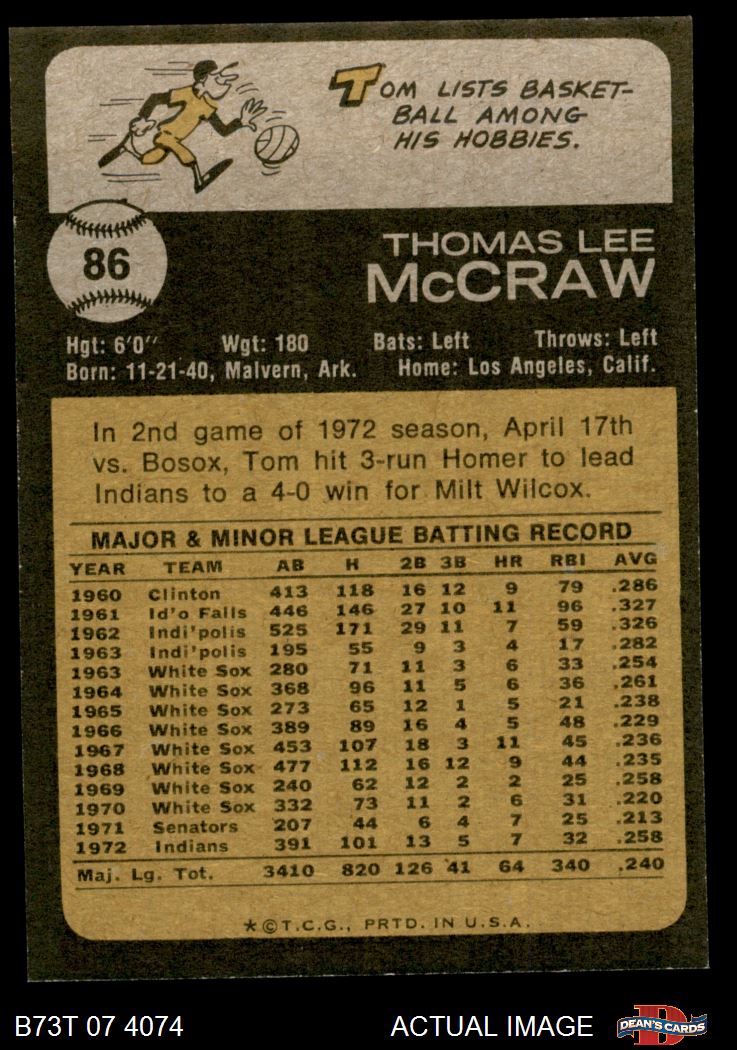 TOM LISTS BASKET-
BALL AMONG
HIS HOBBIES.
86
THOMAS LEE
McCRAW
Hgt: 6'0" Wgt: 180 Bats: Left Throws: Left
Born: 11-21-40, Malvern, Ark. Home: Los Angeles, Calif.
In 2nd game of 1972 season, April 17th
vs. Bosox, Tom hit 3-run Homer to lead
Indians to a 4-0 win for Milt Wilcox.
MAJOR & MINOR LEAGUE BATTING RECORD
YEAR TEAM AB H 2B 3B HR RBI AVG
1960 Clinton 413 118 16 12 9 79 .286
1961 Id'o Falls 446 146 27 10 11 96 .327
1962 Indi'polis 525 171 29 11 7 59 .326
1963 Indi'polis 195 55 9 3 4 17 .282
1963 White Sox 280 71 11 3 6 33 .254
1964 White Sox 368 96 11 5 6 36 .261
1965 White Sox 273 65 12 1 5 21 .238
1966 White Sox 389 89 16 4 5 48 .229
1967 White Sox 453 107 18 3 11 45 .236
1968 White Sox 477 112 16 12 9 44 .235
1969 White Sox 240 62 12 2 2 25 .258
1970 White Sox 332 73 11 2 6 31 .220
1971 Senators 207 44 6 4 7 25 .213
1972 Indians 391 101 13 5 7 32 .258
Maj. Lg. Tot. 3410 820 126 41 64 340 .240
*©T.C.G., PRTD. IN U.S.A.
B73T 07 4074 ACTUAL IMAGE D DEAN'S CARDS